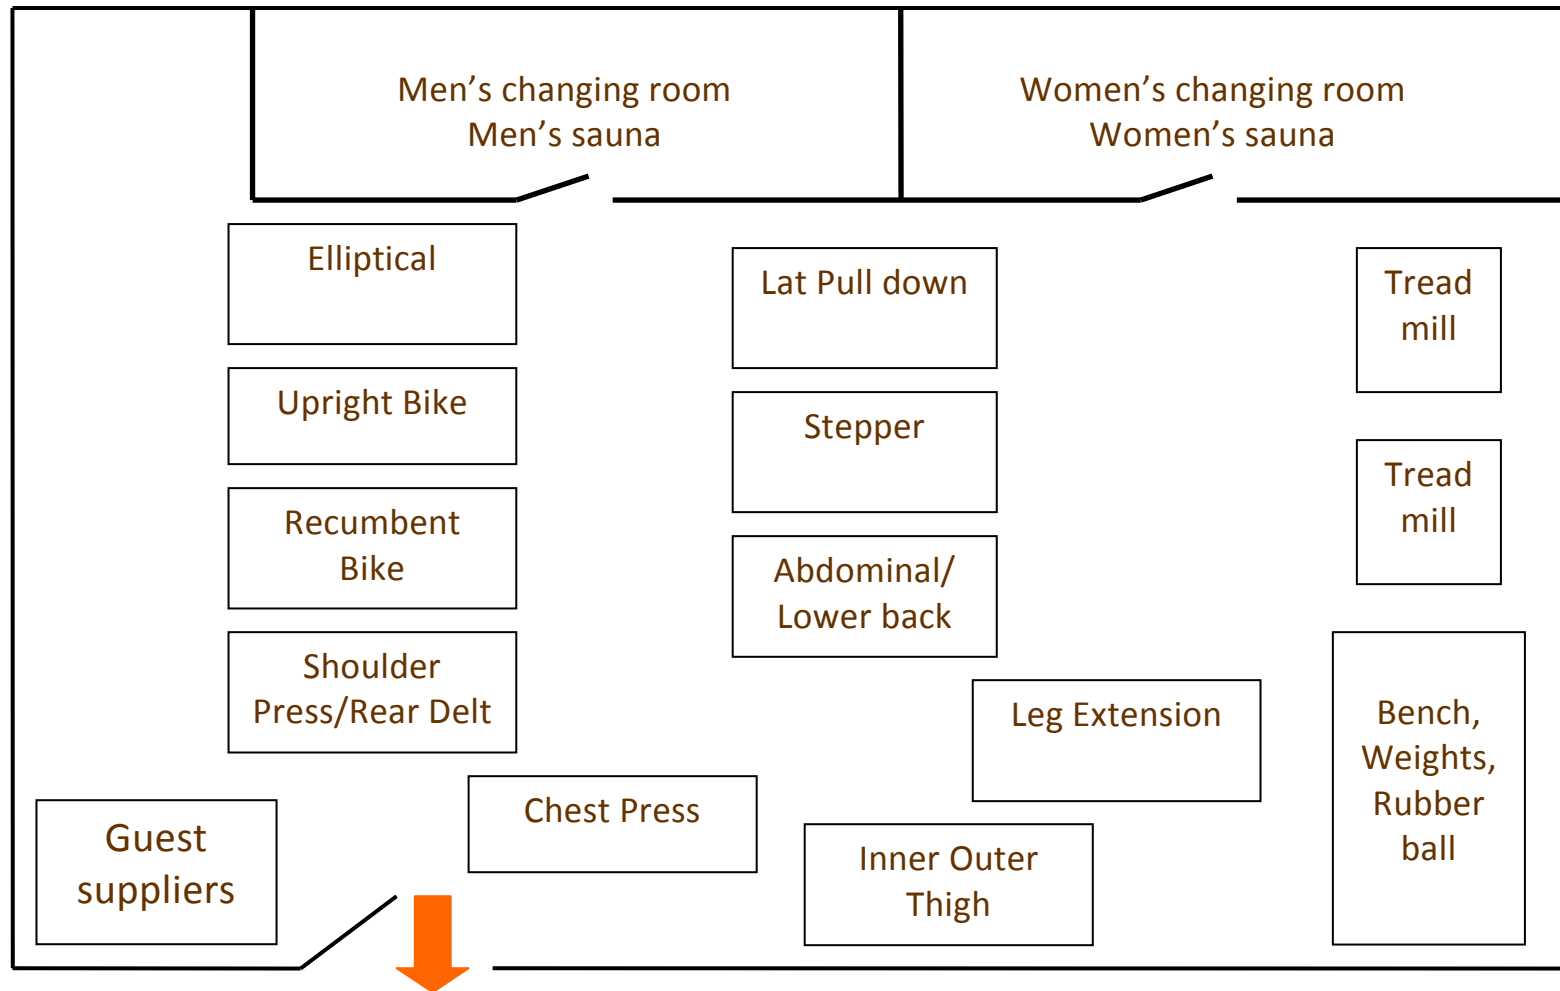 Men’s changing room
Men’s sauna
Women’s changing room
Women’s sauna
Elliptical
Lat Pull down
Tread
mill
Upright Bike
Stepper
Tread
mill
Recumbent
Bike
Abdominal/
Lower back
Shoulder
Press/Rear Delt
Leg Extension
Bench,
Weights,
Rubber
ball
Chest Press
Guest
suppliers
Inner Outer
Thigh